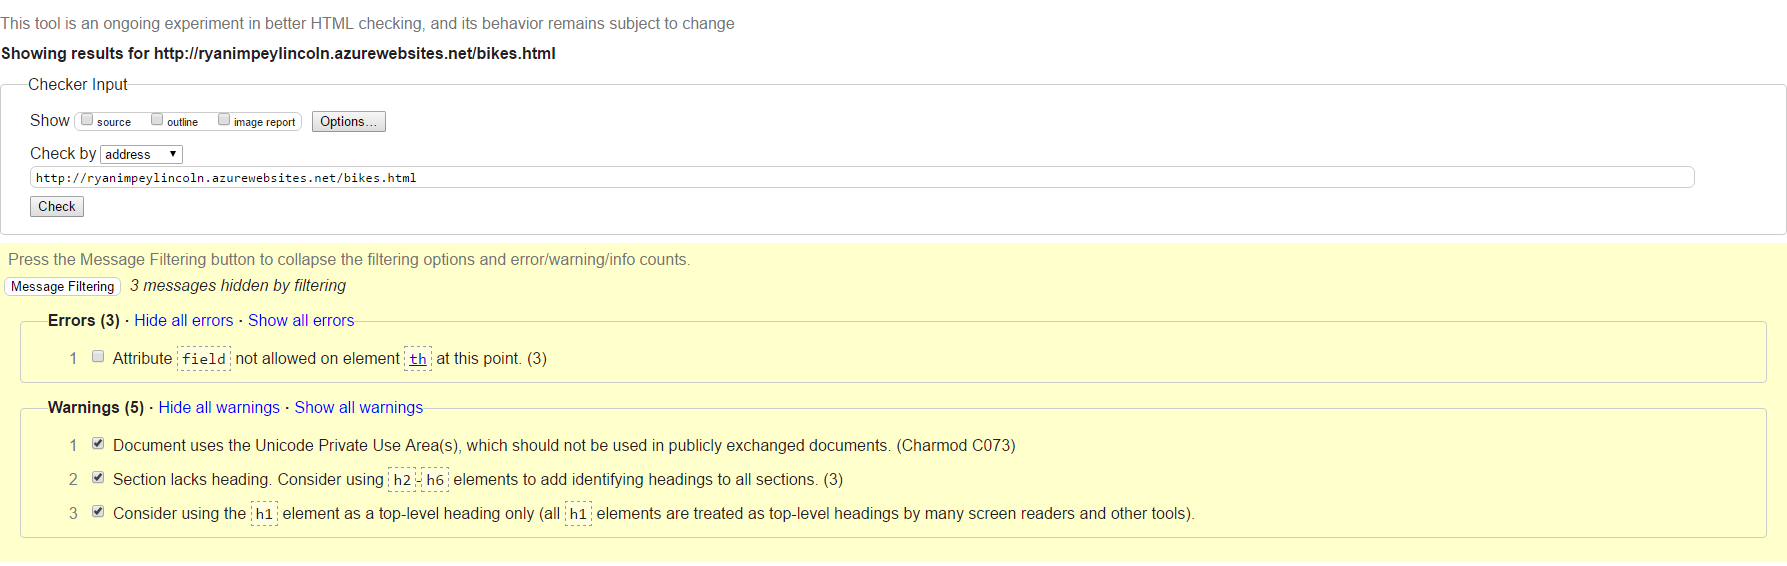 This tool is an ongoing experiment in better HTML checking, and its behavior remains subject to change
Showing results for http://ryanimpeylincoln.azurewebsites.net/bikes.html
Checker Input
Show source outline image report Options...
Check by address
http://ryanimpeylincoln.azurewebsites.net/bikes.html
Check
Press the Message Filtering button to collapse the filtering options and error/warning/info counts.
Message Filtering 3 messages hidden by filtering
Errors (3) · Hide all errors · Show all errors
1 Attribute field not allowed on element th at this point. (3)
Warnings (5) · Hide all warnings · Show all warnings
1 Document uses the Unicode Private Use Area(s), which should not be used in publicly exchanged documents. (Charmod C073)
2 Section lacks heading. Consider using h2-h6 elements to add identifying headings to all sections. (3)
3 Consider using the h1 element as a top-level heading only (all h1 elements are treated as top-level headings by many screen readers and other tools).